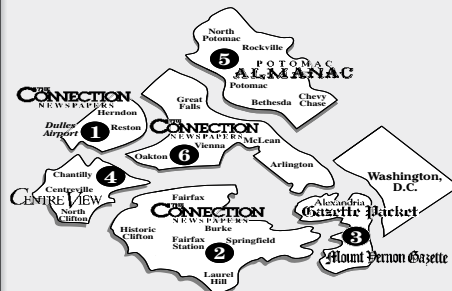 North
Potomac
Rockville
5
POTOMAC
ALMANAC
Potomac
Bethesda
Chevy
Chase
THE
CONNECTION
NEWSPAPERS
Herndon
Dulles
Airport
1
Reston
Great
Falls
THE
CONNECTION
NEWSPAPERS
Vienna
McLean
Oakton
6
Arlington
Chantilly
4
Centreville
CENTRE VIEW
North
Clifton
Washington,
D.C.
Fairfax
THE
CONNECTION
NEWSPAPERS
Burke
Historic
Clifton
Fairfax
Station
Springfield
2
Laurel
Hill
Alexandria
Gazette Packet
3
Mount Vernon Gazette